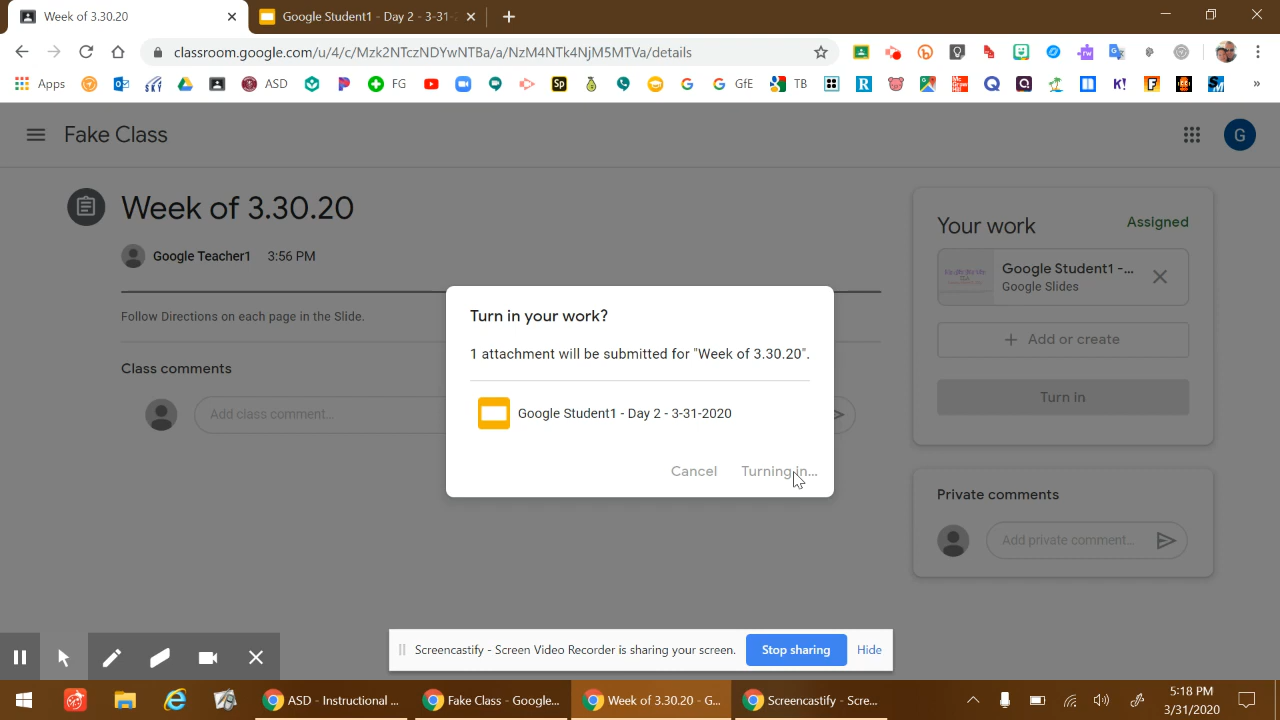 Week of 3.30.20
Google Student1 - Day 2 - 3-31-2
classroom.google.com/u/4/c/Mzk2NTczNDYwNTBa/a/NzM4NTk4NjM5MTVa/details
Apps
ASD
FG
Sp
GfE
TB
R
K!
»
Fake Class
G
Week of 3.30.20
Google Teacher1 3:56 PM
Follow Directions on each page in the Slide.
Class comments
Add class comment...
Your work
Assigned
Google Student1 -...
Google Slides
+ Add or create
Turn in
Private comments
Add private comment...
Turn in your work?
1 attachment will be submitted for "Week of 3.30.20".
Google Student1 - Day 2 - 3-31-2020
Cancel Turning in...
Screencastify - Screen Video Recorder is sharing your screen. Stop sharing Hide
ASD - Instructional ...
Fake Class - Google...
Week of 3.30.20 - G...
Screencastify - Scre...
5:18 PM
3/31/2020